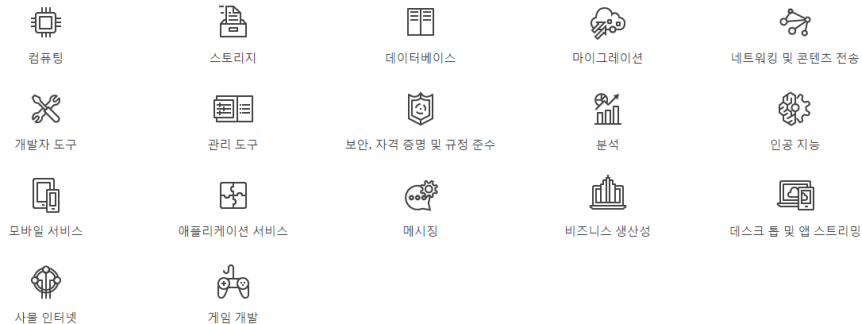 컴퓨팅
스토리지
데이터베이스
마이그레이션
네트워킹 및 콘텐츠 전송
개발자 도구
관리 도구
보안, 자격 증명 및 규정 준수
분석
인공 지능
모바일 서비스
애플리케이션 서비스
메시징
비즈니스 생산성
데스크 톱 및 앱 스트리밍
사물 인터넷
게임 개발